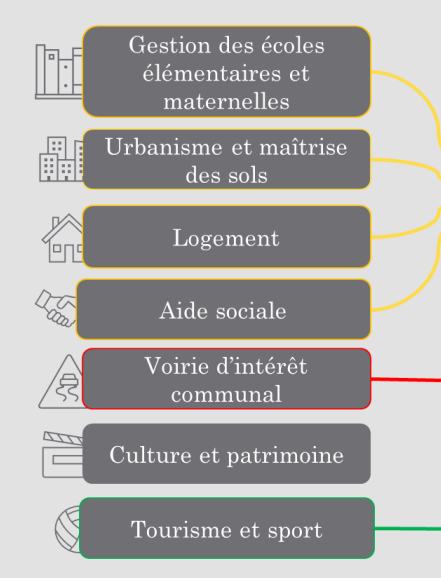 Gestion des écoles
élémentaires et
maternelles
Urbanisme et maîtrise
des sols
Logement
Aide sociale
Voirie d'intérêt
communal
Culture et patrimoine
Tourisme et sport